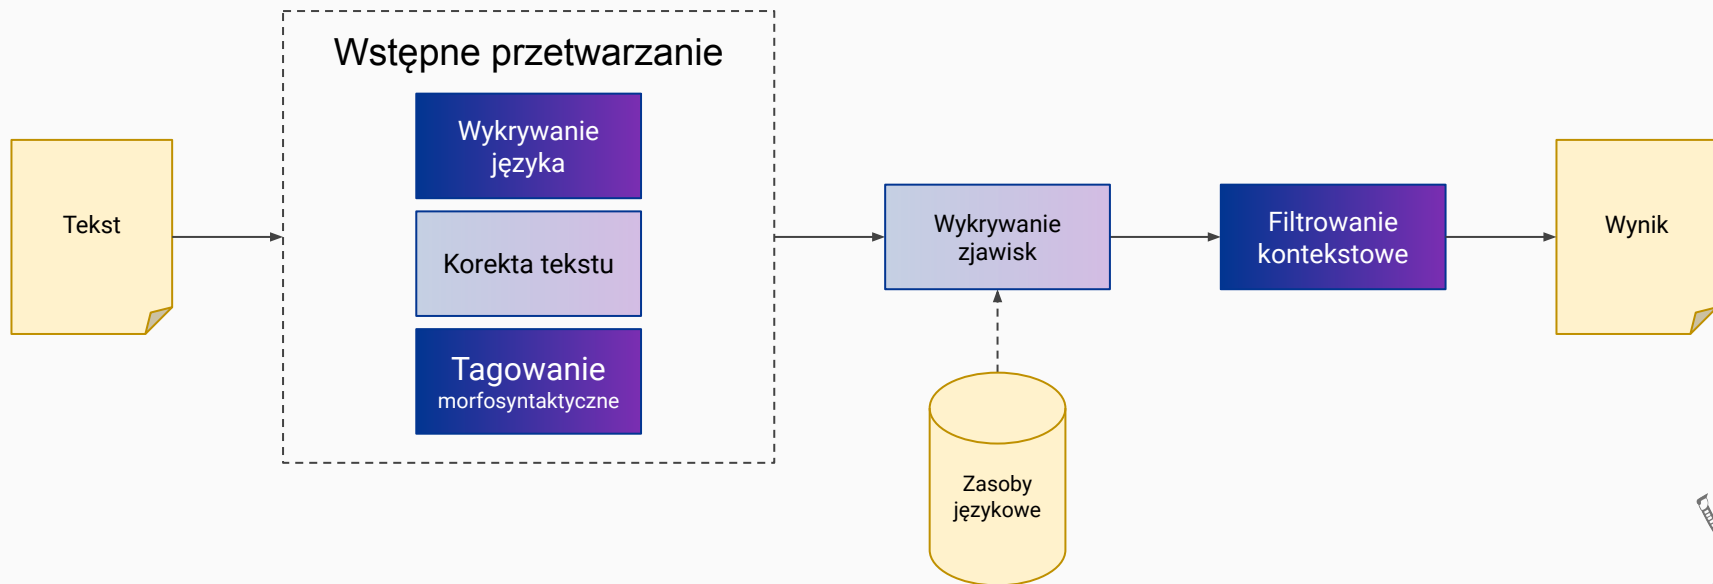 Wstępne przetwarzanie
Wykrywanie
języka
Korekta tekstu
Tagowanie
morfosyntaktyczne
Tekst
Wykrywanie
zjawisk
Filtrowanie
kontekstowe
Wynik
Zasoby
językowe